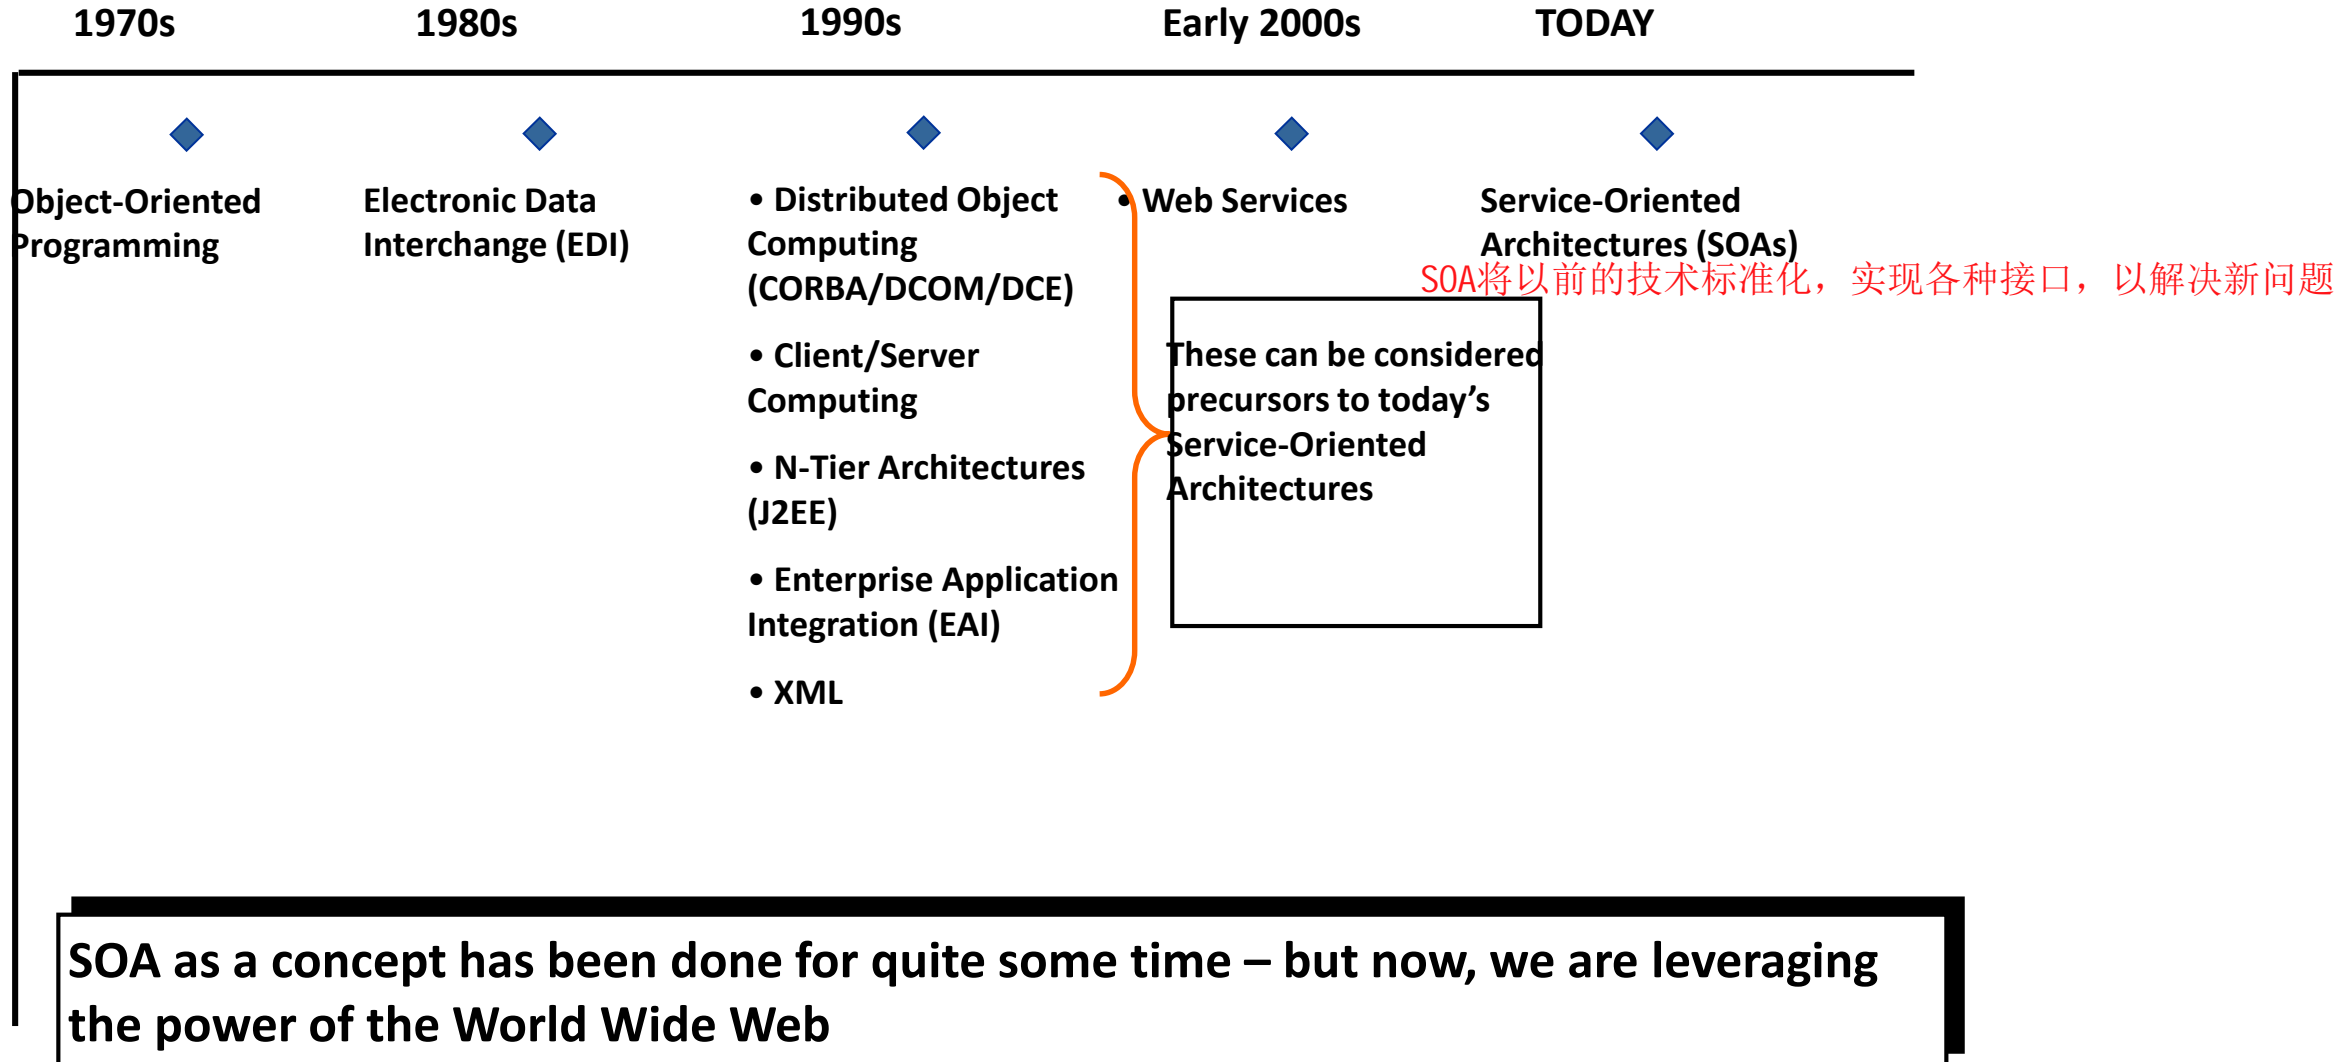 1970s
1980s
1990s
Early 2000s
TODAY
Object-Oriented
Programming
Electronic Data
Interchange (EDI)
• Distributed Object
Computing
(CORBA/DCOM/DCE)
• Client/Server
Computing
• N-Tier Architectures
(J2EE)
• Enterprise Application
Integration (EAI)
• XML
• Web Services
These can be considered
precursors to today’s
Service-Oriented
Architectures
Service-Oriented
Architectures (SOAs)
SOA将以前的技术标准化，实现各种接口，以解决新问题
SOA as a concept has been done for quite some time – but now, we are leveraging
the power of the World Wide Web